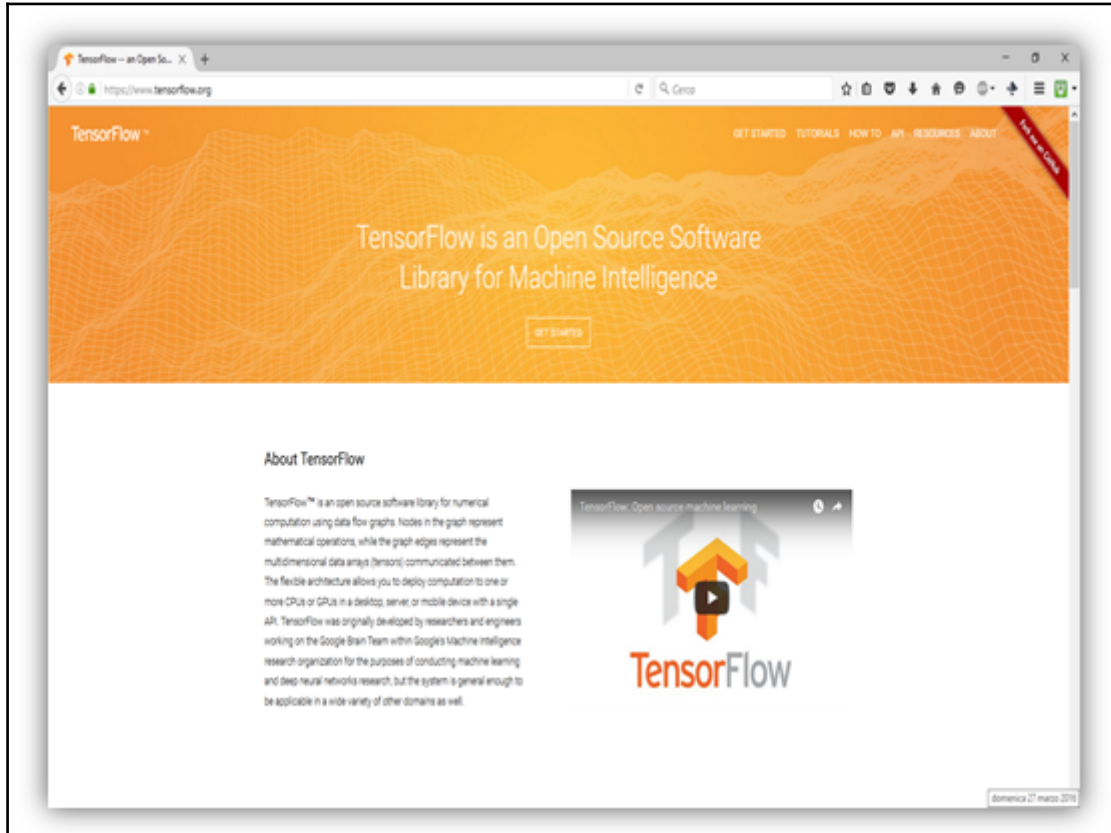 TensorFlow -- an Open So...
https://www.tensorflow.org
Cerca
TensorFlow ™
GET STARTED TUTORIALS HOW TO API RESOURCES ABOUT
Fork me on GitHub
TensorFlow is an Open Source Software
Library for Machine Intelligence
GET STARTED
About TensorFlow
TensorFlow™ is an open source software library for numerical
computation using data flow graphs. Nodes in the graph represent
mathematical operations, while the graph edges represent the
multidimensional data arrays (tensors) communicated between them.
The flexible architecture allows you to deploy computation to one or
more CPUs or GPUs in a desktop, server, or mobile device with a single
API. TensorFlow was originally developed by researchers and engineers
working on the Google Brain Team within Google's Machine Intelligence
research organization for the purposes of conducting machine learning
and deep neural networks research, but the system is general enough to
be applicable in a wide variety of other domains as well.
TensorFlow: Open source machine learning
TensorFlow
domenica 27 marzo 2016